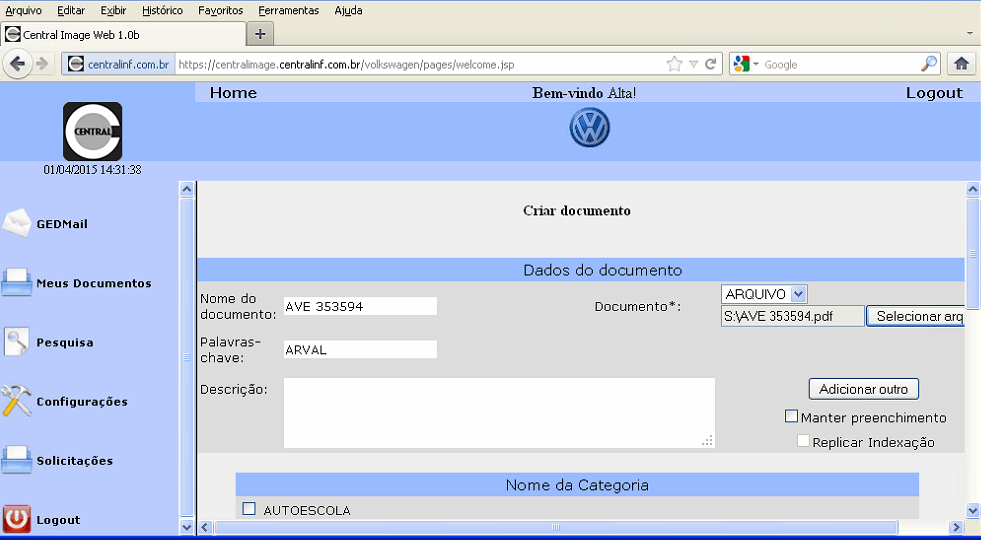 Arquivo Editar Exibir Histórico Favoritos Ferramentas Ajuda
Central Image Web 1.0b +
centralinf.com.br https://centralimage.centralinf.com.br/volkswagen/pages/welcome.jsp Google
Home Bem-vindo Alta! Logout
CENTRAL
01/04/2015 14:31:38
GEDMail
Meus Documentos
Pesquisa
Configurações
Solicitações
Logout
Criar documento
Dados do documento
Nome do
documento: AVE 353594
Documento*: ARQUIVO
S:\AVE 353594.pdf Selecionar arq
Palavras-
chave: ARVAL
Descrição:
Adicionar outro
Manter preenchimento
Replicar Indexação
Nome da Categoria
AUTOESCOLA